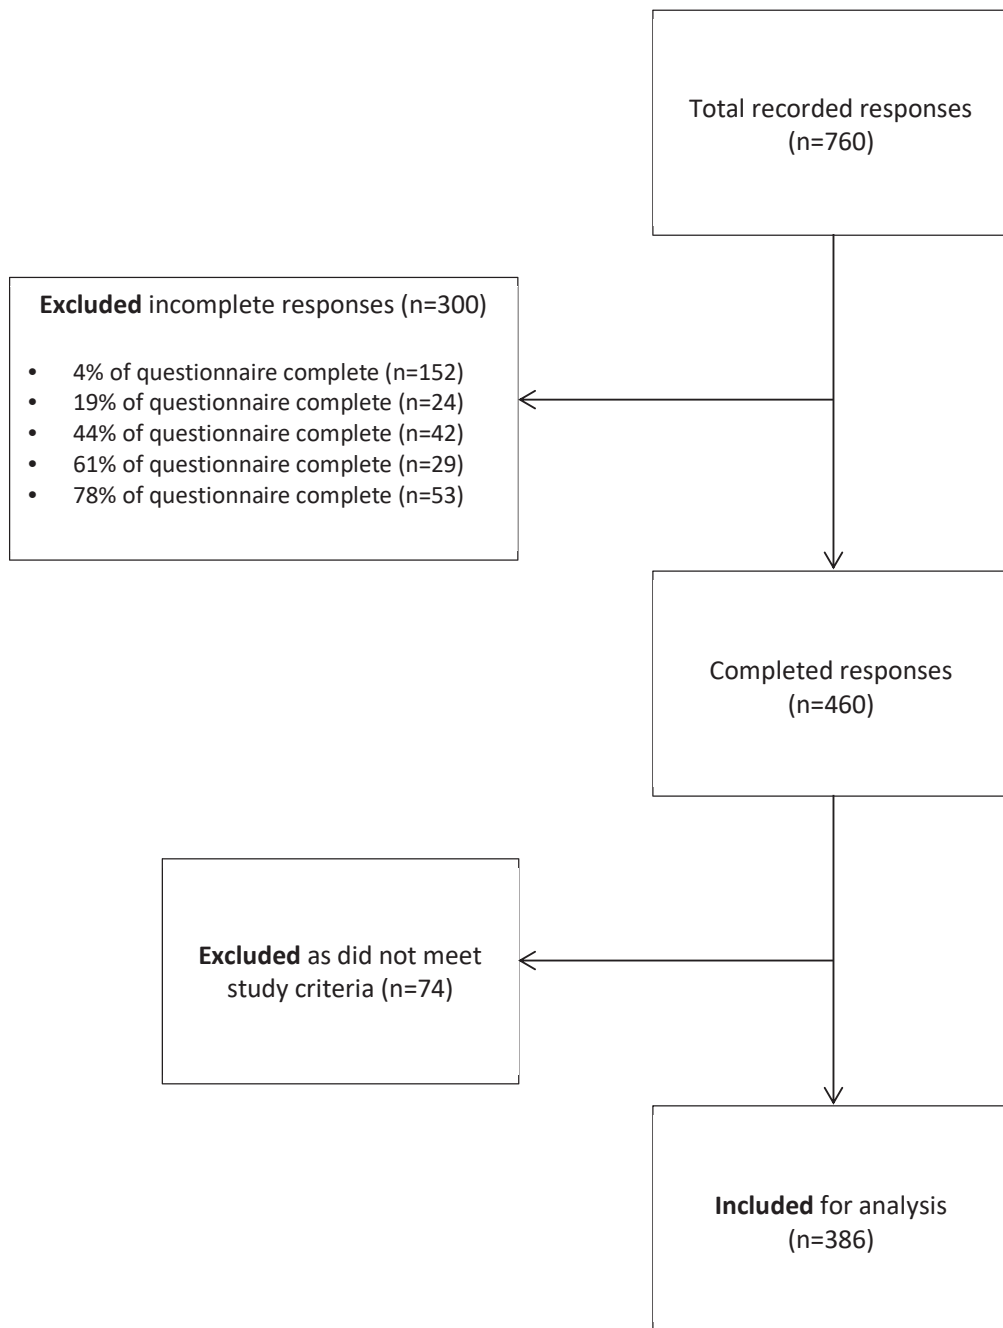 Total recorded responses
(n=760)
Excluded incomplete responses (n=300)
• 4% of questionnaire complete (n=152)
• 19% of questionnaire complete (n=24)
• 44% of questionnaire complete (n=42)
• 61% of questionnaire complete (n=29)
• 78% of questionnaire complete (n=53)
Completed responses
(n=460)
Excluded as did not meet
study criteria (n=74)
Included for analysis
(n=386)